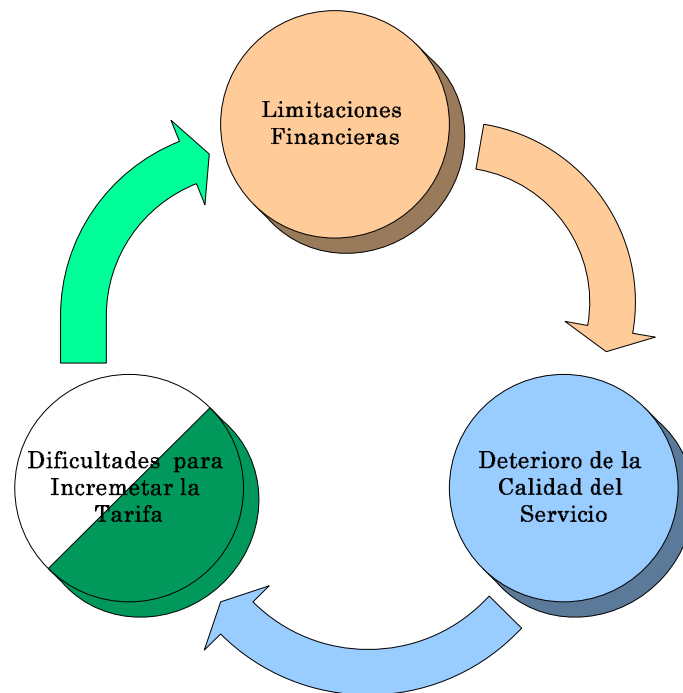 Limitaciones
Financieras
Dificultades para
Incremetar la
Tarifa
Deterioro de la
Calidad del
Servicio